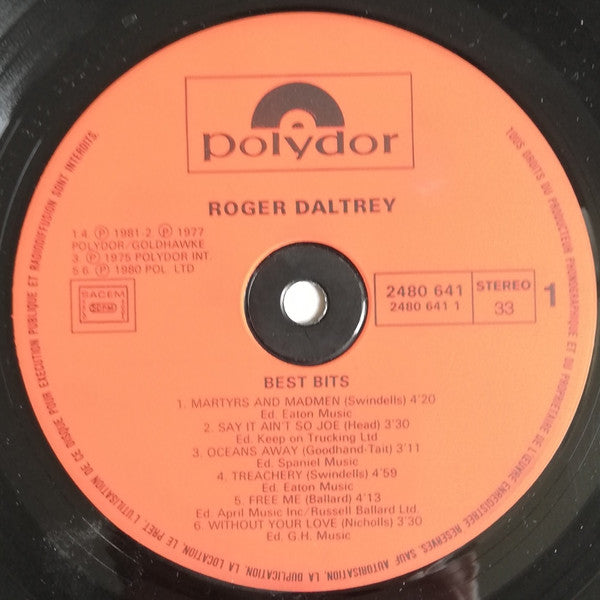 polydor
ROGER DALTREY
1 4. ℗ 1981-2. ℗ 1977
POLYDOR/GOLDHAWKE
3 ℗ 1975 POLYDOR INT.
5 6 ℗ 1980 POL. LTD
SACEM
2480 641
2480 641 1
STEREO
33
1
BEST BITS
1. MARTYRS AND MADMEN (Swindells) 4'20
Ed. Eaton Music
2. SAY IT AIN'T SO JOE (Head) 3'30
Ed. Keep on Trucking Ltd
3. OCEANS AWAY (Goodhand-Tait) 3'11
Ed. Spaniel Music
4. TREACHERY (Swindells) 4'59
Ed. Eaton Music
5. FREE ME (Ballard) 4'13
Ed. April Music Inc/Russell Ballard Ltd.
6. WITHOUT YOUR LOVE (Nicholls) 3'30
Ed. G.H. Music
TOUS DROITS DU PRODUCTEUR PHONOGRAPHIQUE ET DU PROPRIETAIRE DE L'ŒUVRE ENREGISTREE RESERVES. SAUF AUTORISATION, LA DUPLICATION, LA LOCATION, LE PRET, L'UTILISATION DE CE DISQUE POUR EXECUTION PUBLIQUE ET RADIODIFFUSION SONT INTERDITS.